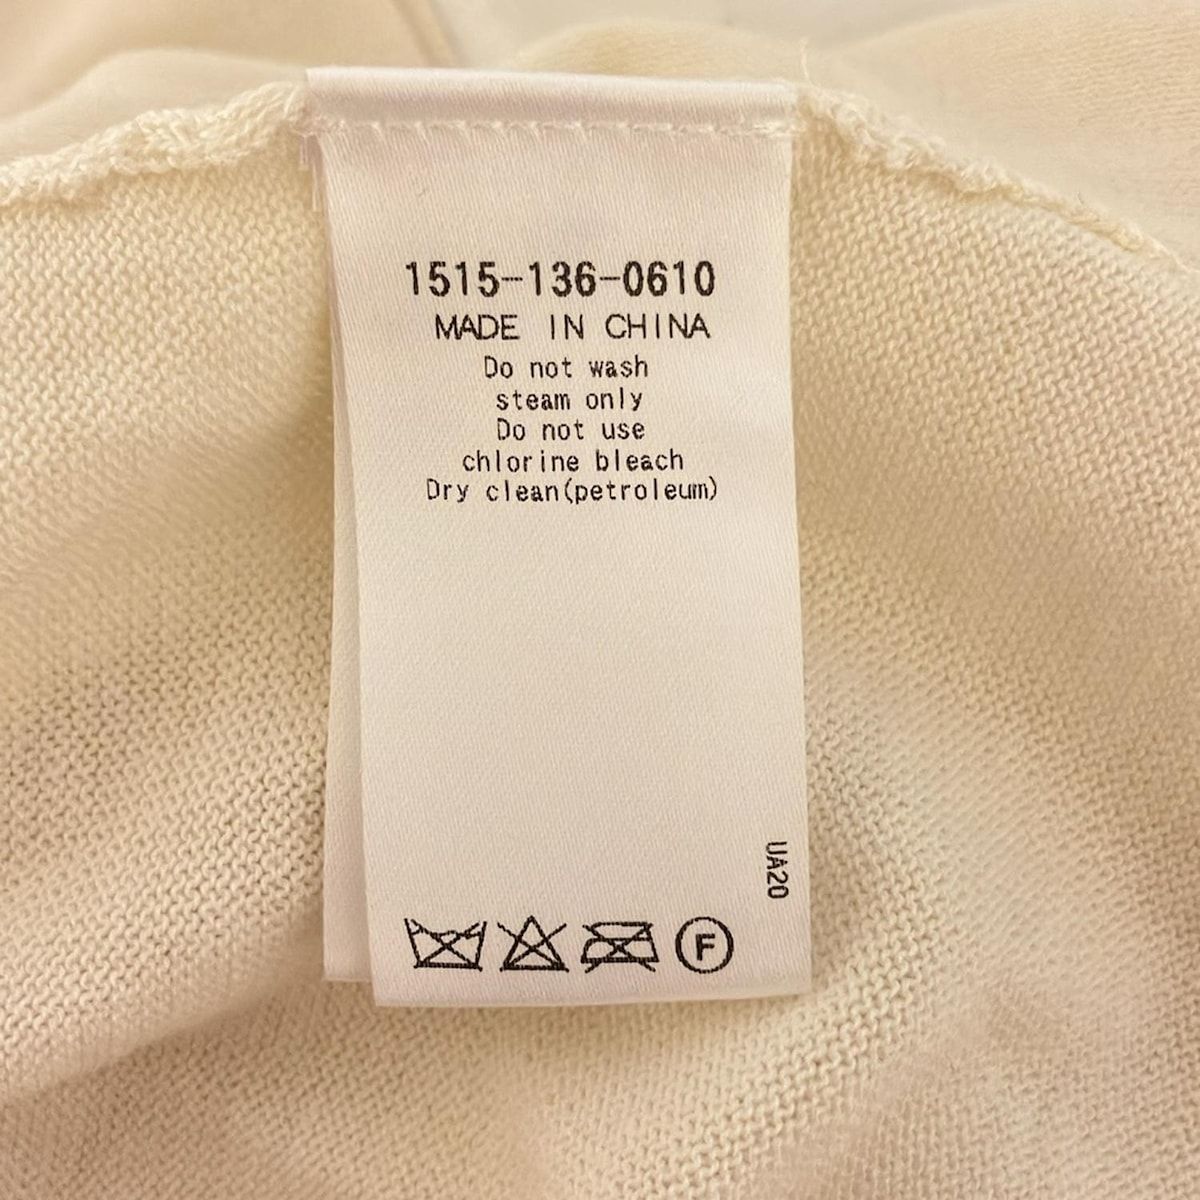 1515-136-0610
MADE IN CHINA
Do not wash
steam only
Do not use
chlorine bleach
Dry clean(petroleum)
UA20
F